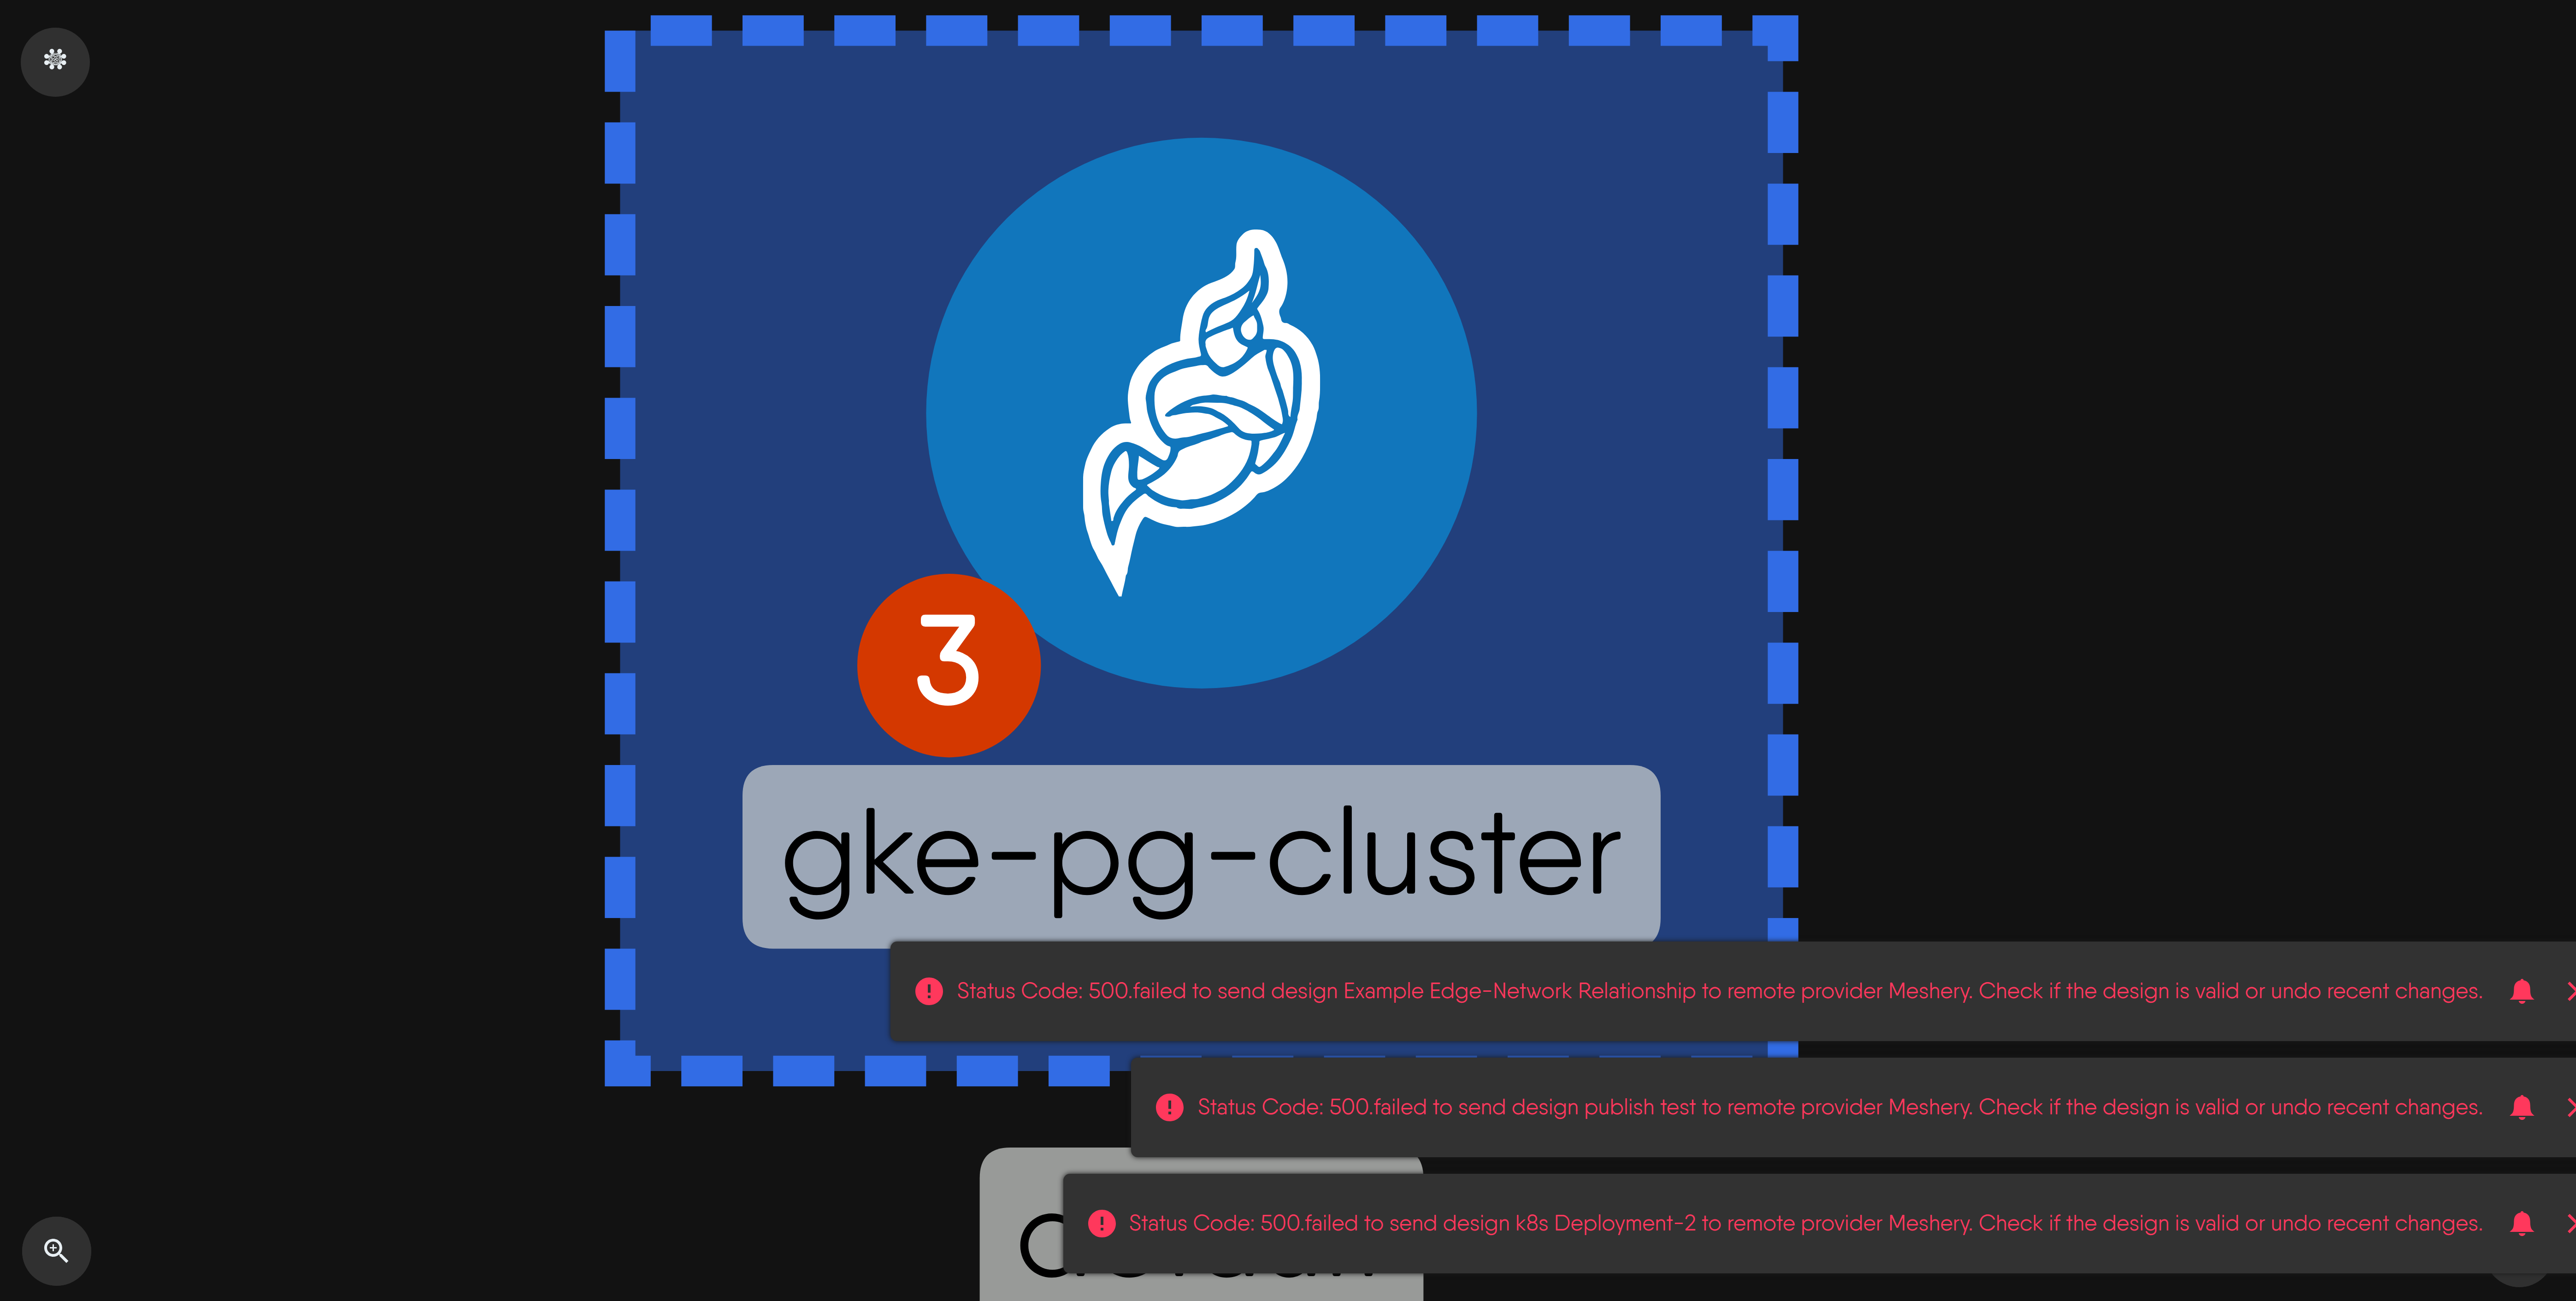 3
gke-pg-cluster
Status Code: 500.failed to send design Example Edge-Network Relationship to remote provider Meshery. Check if the design is valid or undo recent changes.
Status Code: 500.failed to send design publish test to remote provider Meshery. Check if the design is valid or undo recent changes.
Status Code: 500.failed to send design k8s Deployment-2 to remote provider Meshery. Check if the design is valid or undo recent changes.